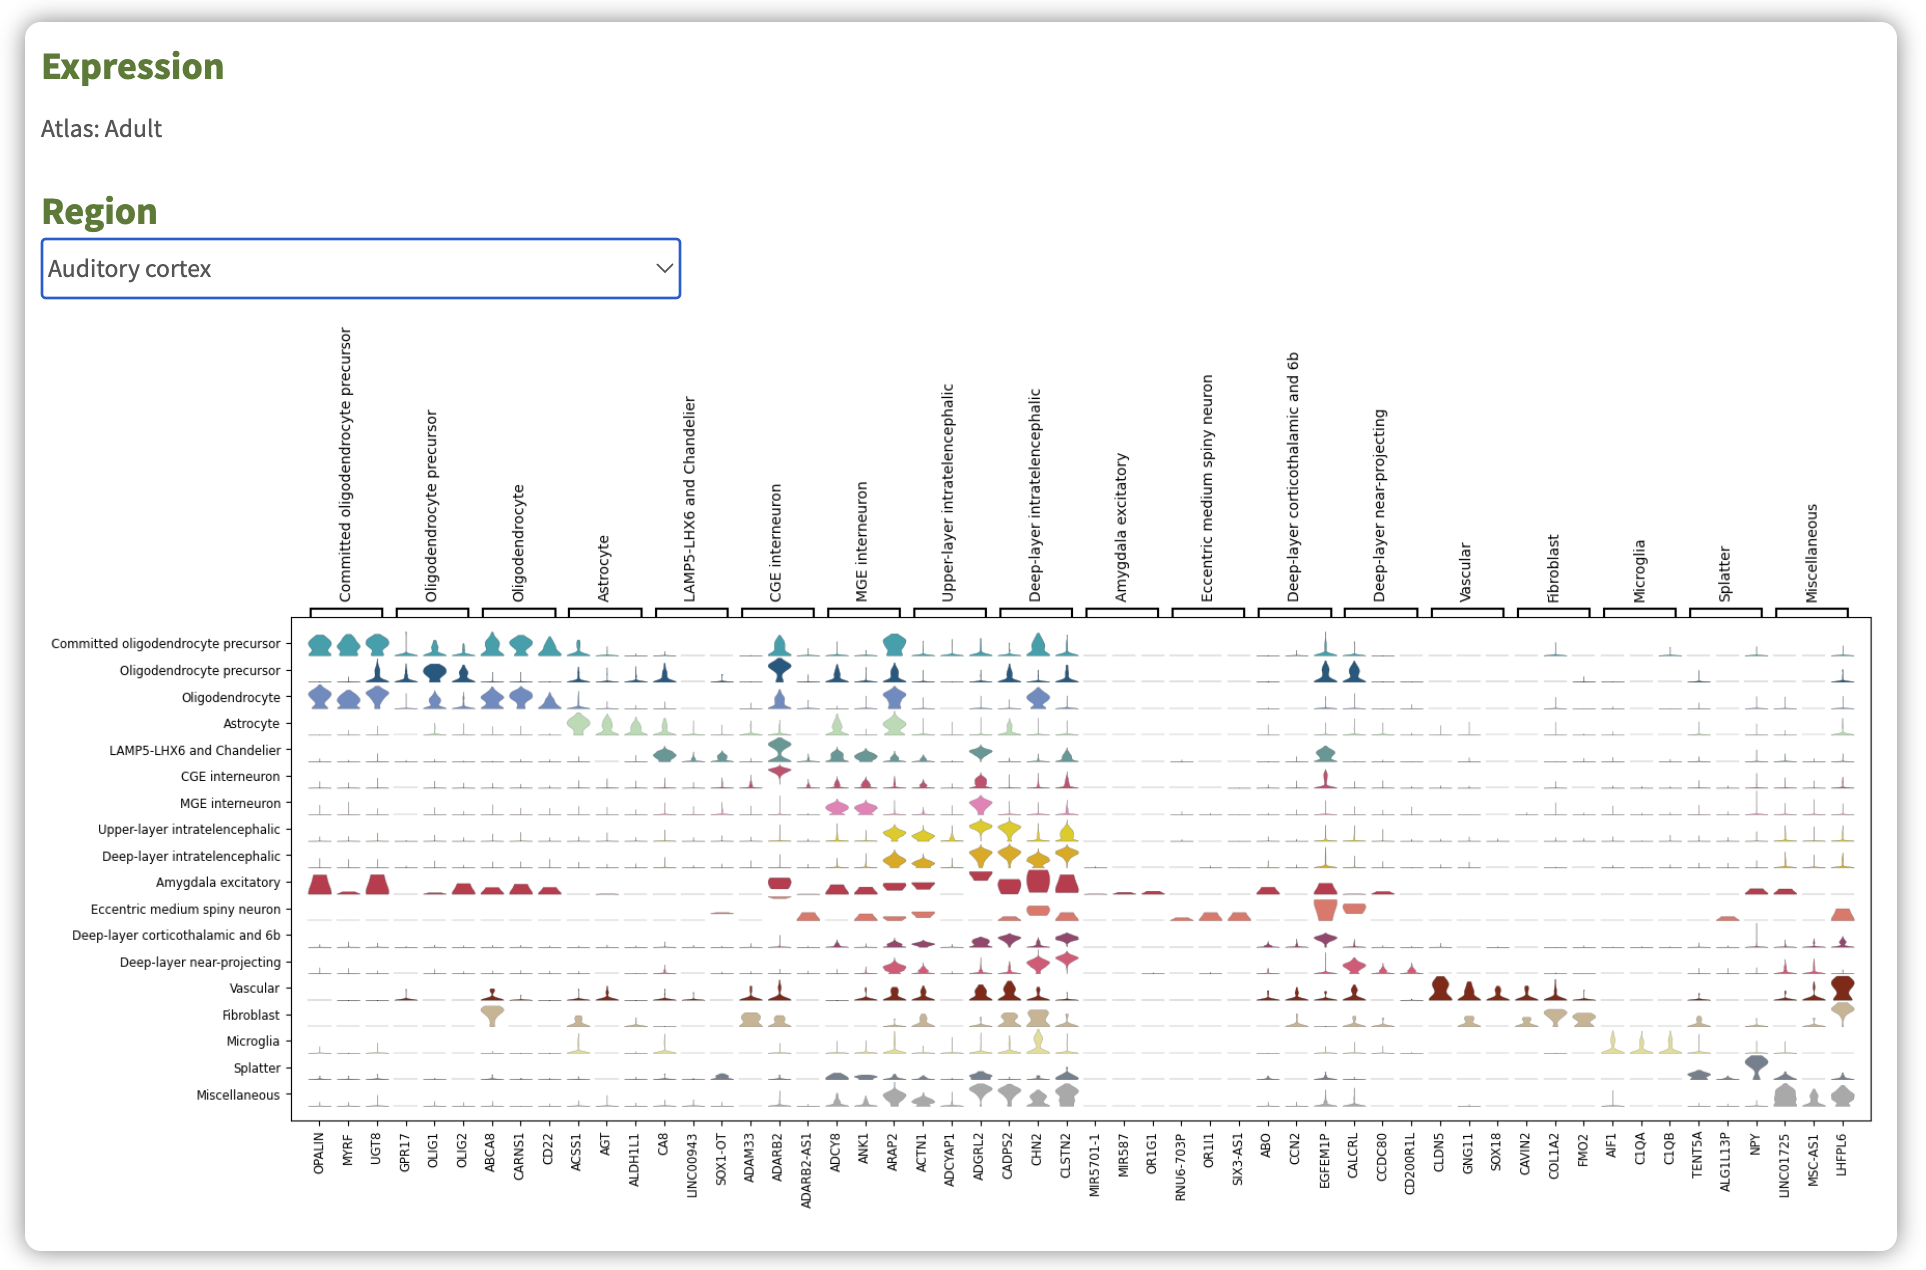 Expression
Atlas: Adult
Region
Auditory cortex
Committed oligodendrocyte precursor
Oligodendrocyte precursor
Oligodendrocyte
Astrocyte
LAMP5-LHX6 and Chandelier
CGE interneuron
MGE interneuron
Upper-layer intratelencephalic
Deep-layer intratelencephalic
Amygdala excitatory
Eccentric medium spiny neuron
Deep-layer corticothalamic and 6b
Deep-layer near-projecting
Vascular
Fibroblast
Microglia
Splatter
Miscellaneous
Committed oligodendrocyte precursor
Oligodendrocyte precursor
Oligodendrocyte
Astrocyte
LAMP5-LHX6 and Chandelier
CGE interneuron
MGE interneuron
Upper-layer intratelencephalic
Deep-layer intratelencephalic
Amygdala excitatory
Eccentric medium spiny neuron
Deep-layer corticothalamic and 6b
Deep-layer near-projecting
Vascular
Fibroblast
Microglia
Splatter
Miscellaneous
OPALIN
MYRF
UGT8
GPR17
OLIG1
OLIG2
ABCA8
CARNS1
CD22
ACSS1
AGT
ALDH1L1
CA8
LINC00943
SOX1-OT
ADAM33
ADARB2
ADARB2-AS1
ADCY8
ANK1
ARAP2
ACTN1
ADCYAP1
ADGRL2
CADPS2
CHN2
CLSTN2
MIR5701-1
MIR587
OR1G1
RNU6-703P
OR1I1
SIX3-AS1
ABO
CCN2
EGFEM1P
CALCRL
CCDC80
CD200R1L
CLDN5
GNG11
SOX18
CAVIN2
COL1A2
FMO2
AIF1
C1QA
C1QB
TENT5A
ALG1L13P
NPY
LINC01725
MSC-AS1
LHFPL6